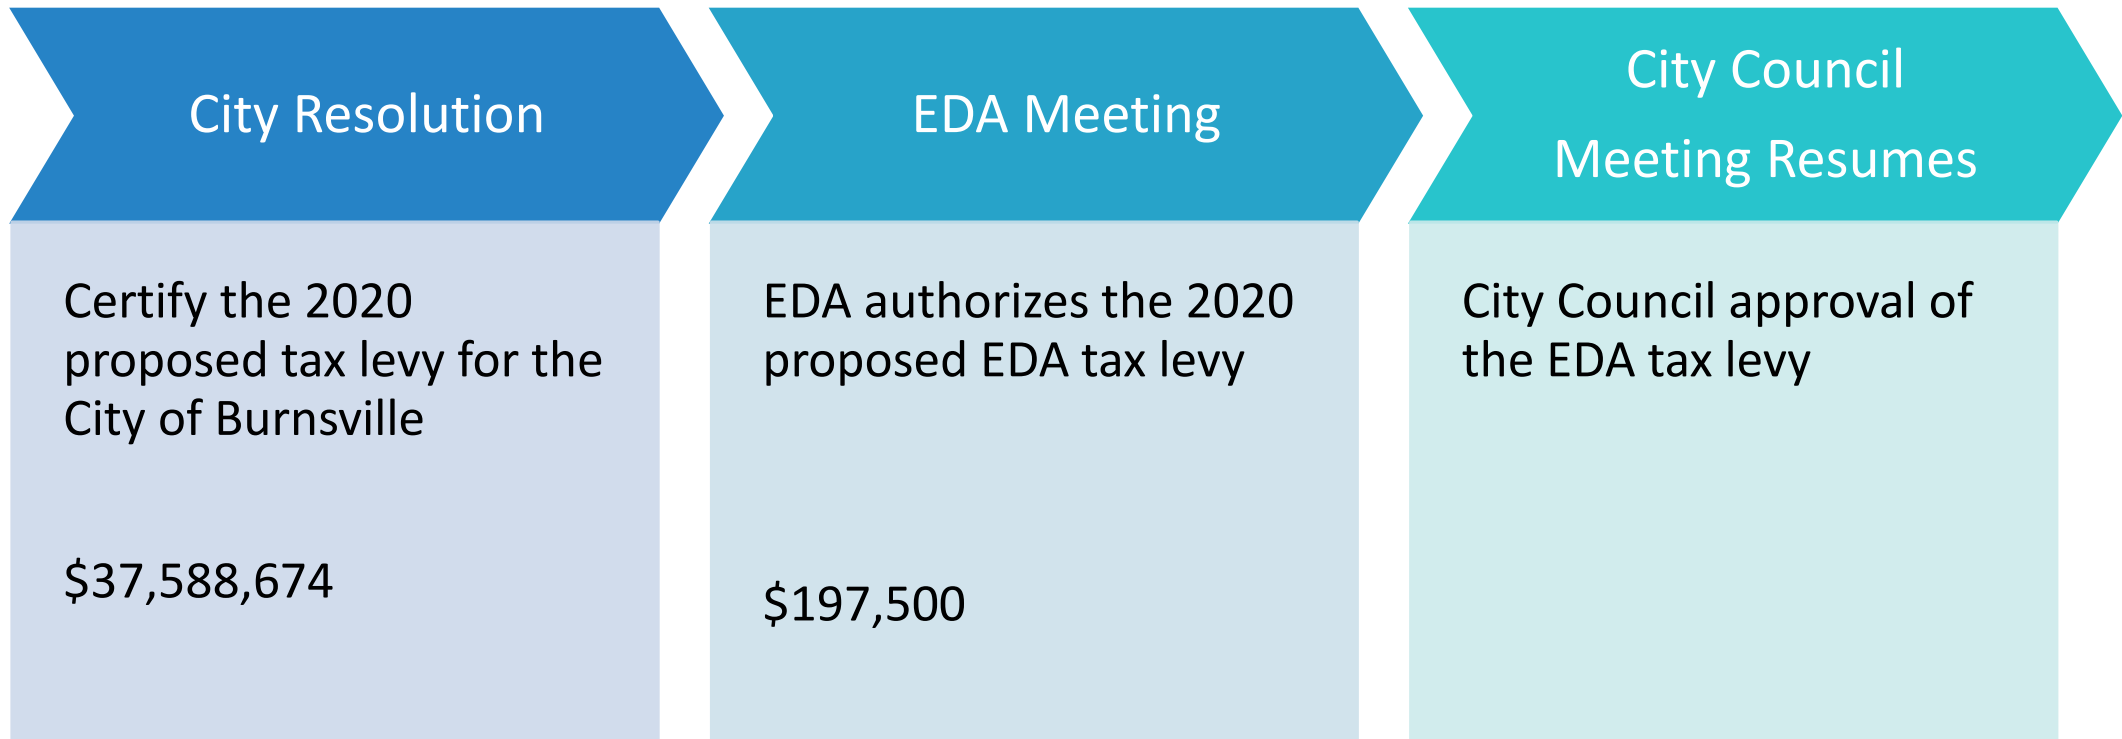 City Resolution
Certify the 2020
proposed tax levy for the
City of Burnsville
$37,588,674
EDA Meeting
EDA authorizes the 2020
proposed EDA tax levy
$197,500
City Council
Meeting Resumes
City Council approval of
the EDA tax levy